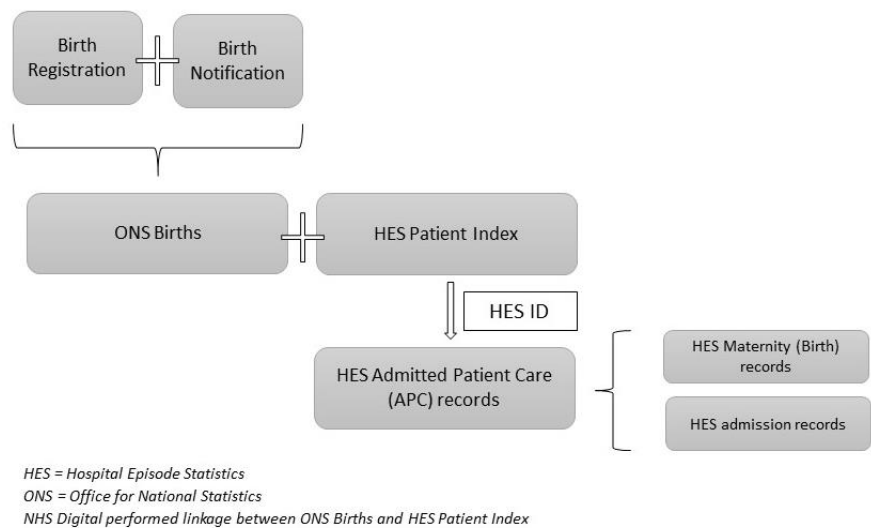 Birth
Registration
Birth
Notification
ONS Births
HES Patient Index
HES ID
HES Admitted Patient Care
(APC) records
HES Maternity (Birth)
records
HES admission records
HES = Hospital Episode Statistics
ONS = Office for National Statistics
NHS Digital performed linkage between ONS Births and HES Patient Index